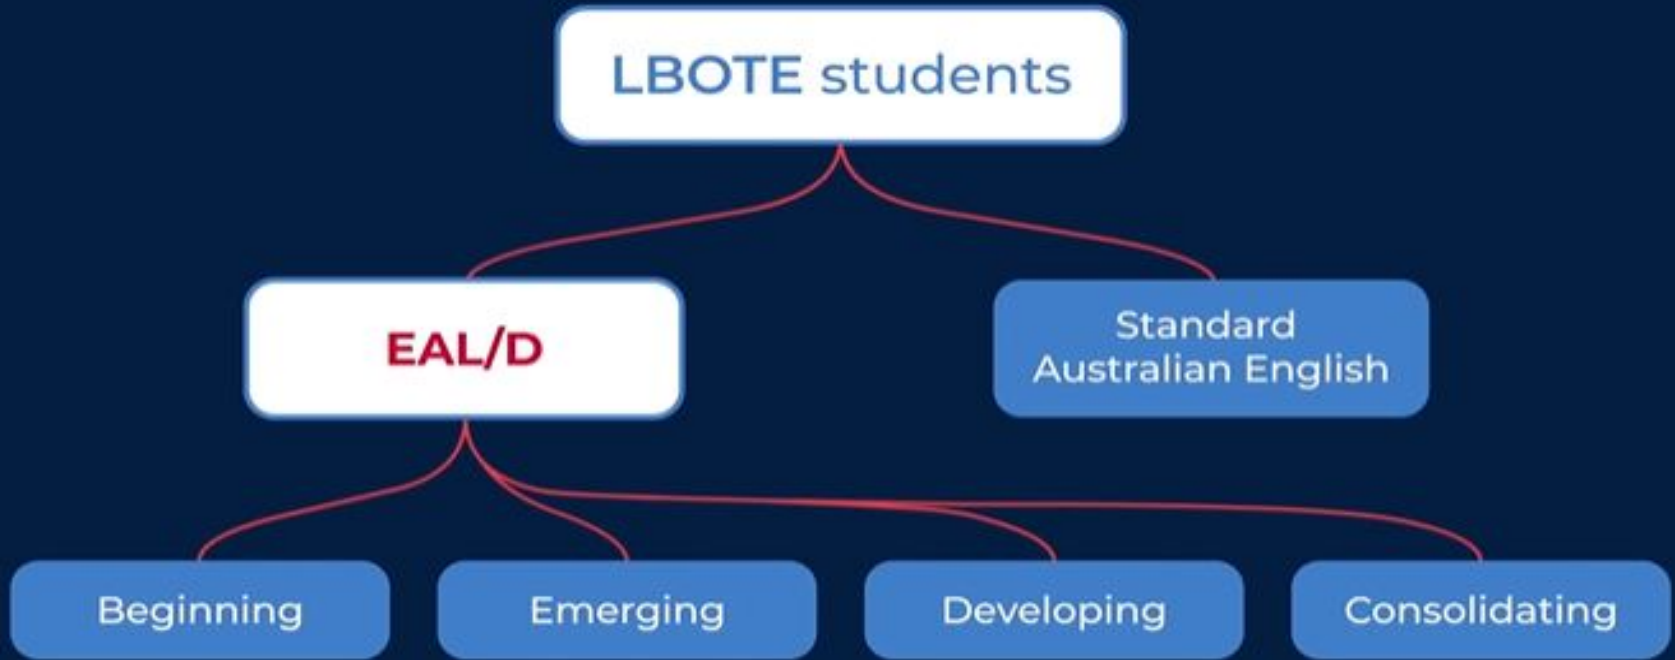 LBOTE students
EAL/D
Standard
Australian English
Beginning
Emerging
Developing
Consolidating